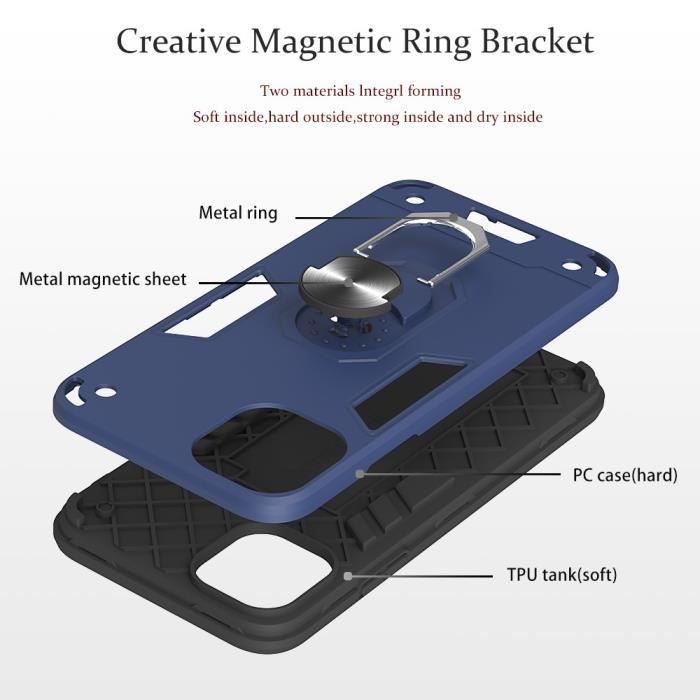 Creative Magnetic Ring Bracket
Two materials lntegrl forming
Soft inside,hard outside,strong inside and dry inside
Metal ring
Metal magnetic sheet
PC case(hard)
TPU tank(soft)